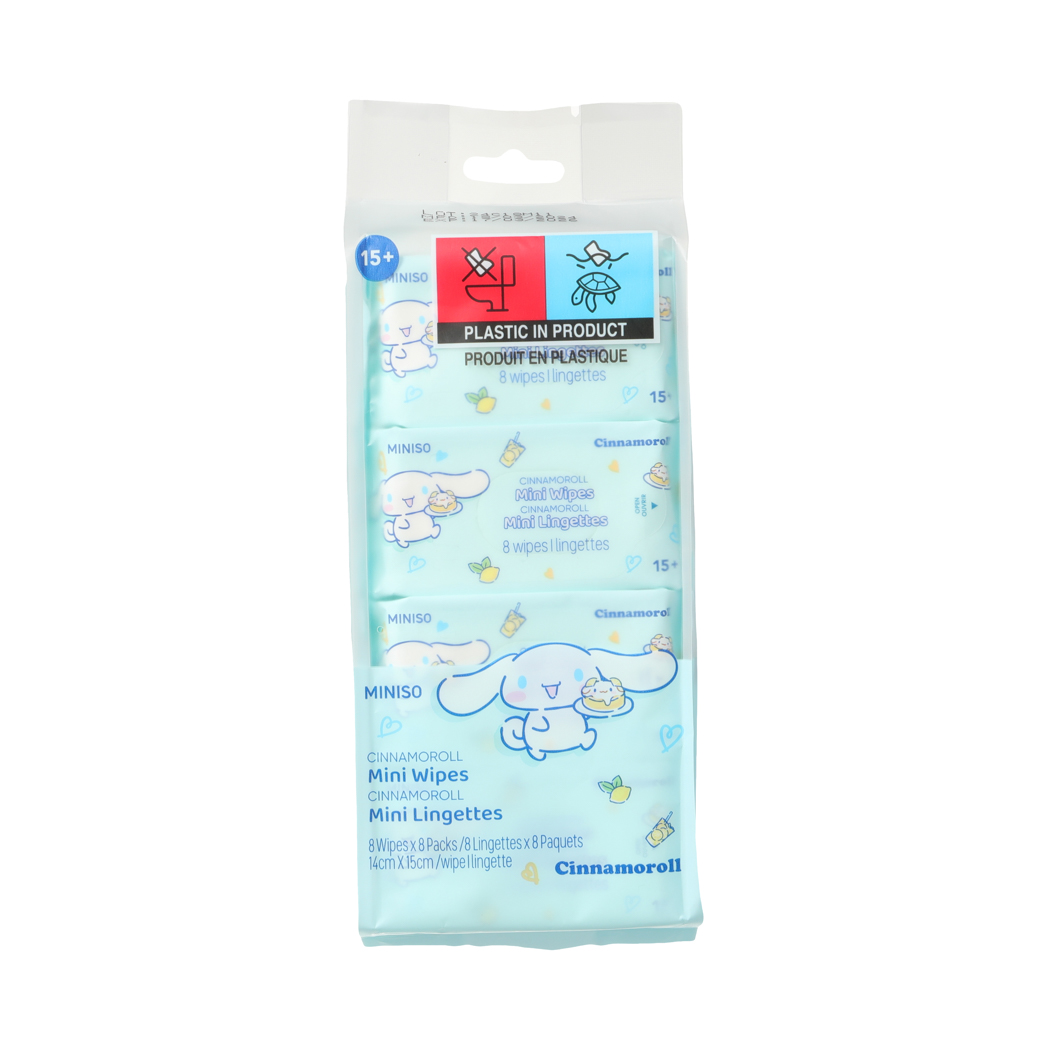 15+
MINISO
PLASTIC IN PRODUCT
PRODUIT EN PLASTIQUE
8 wipes | lingettes
15+
MINISO
Cinnamoroll
CINNAMOROLL
Mini Wipes
CINNAMOROLL
Mini Lingettes
8 wipes | lingettes
15+
MINISO
Cinnamoroll
MINISO
CINNAMOROLL
Mini Wipes
CINNAMOROLL
Mini Lingettes
8 Wipes x 8 Packs / 8 Lingettes x 8 Paquets
14cm X 15cm / wipe | lingette
Cinnamoroll